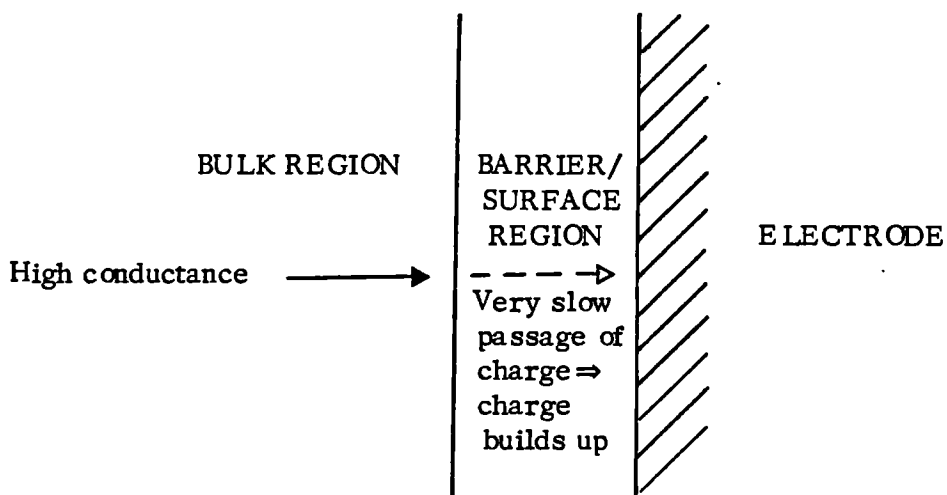 BULK REGION
BARRIER/
SURFACE
REGION
ELECTRODE
High conductance
Very slow
passage of
charge ⇒
charge
builds up